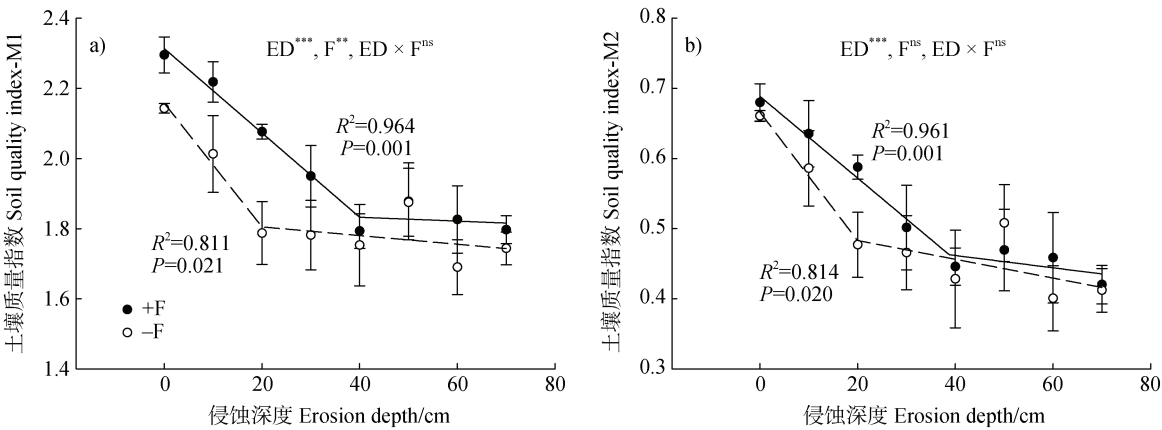 a)
ED***, F**, ED × Fns
2.4
2.2
2.0
1.8
1.6
1.4
土壤质量指数 Soil quality index-M1
R2=0.964
P=0.001
R2=0.811
P=0.021
+F
–F
0
20
40
60
80
侵蚀深度 Erosion depth/cm
b)
ED***, Fns, ED × Fns
0.8
0.7
0.6
0.5
0.4
0.3
土壤质量指数 Soil quality index-M2
R2=0.961
P=0.001
R2=0.814
P=0.020
0
20
40
60
80
侵蚀深度 Erosion depth/cm